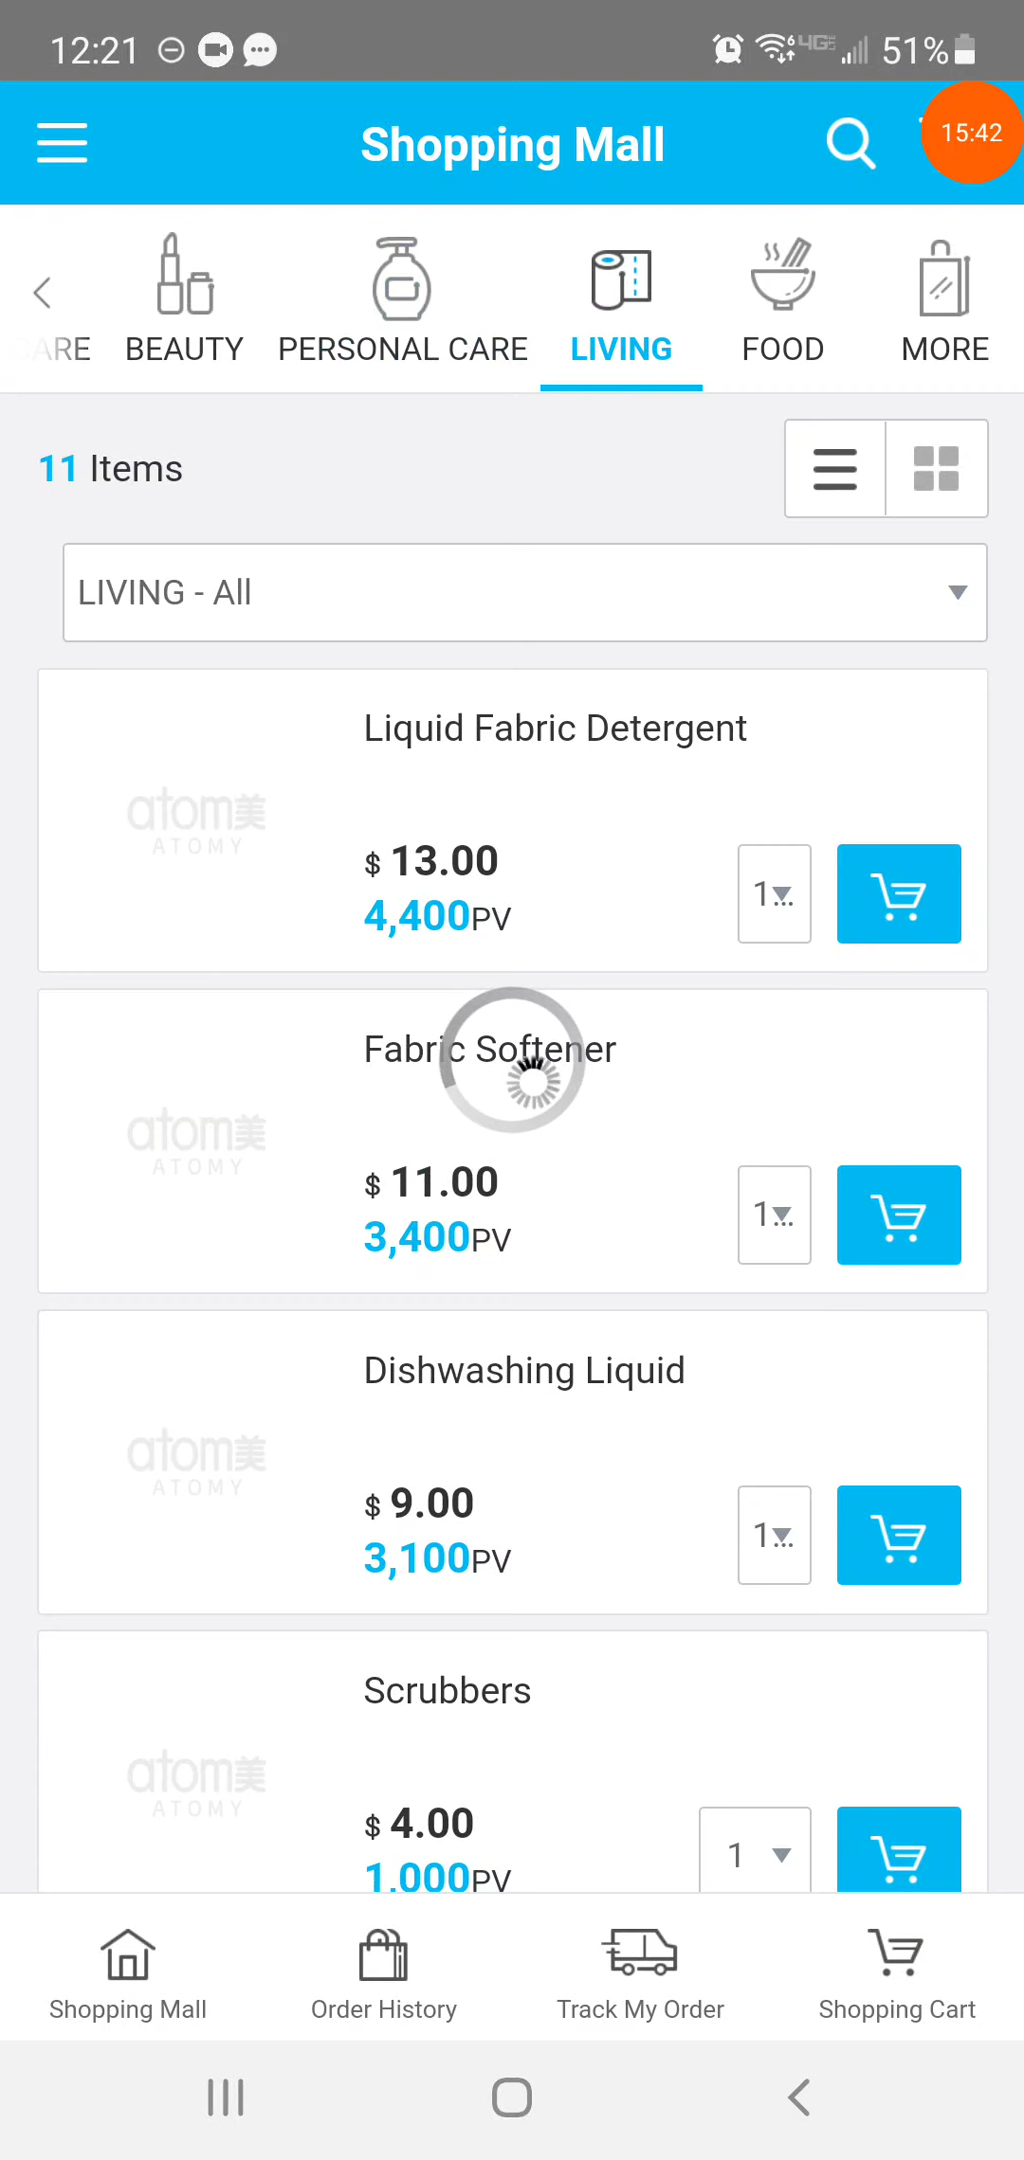 12:21
4G 51%
Shopping Mall
15:42
CARE BEAUTY PERSONAL CARE LIVING FOOD MORE
11 Items
LIVING - All
Liquid Fabric Detergent
atom美
ATOMY
$ 13.00
4,400PV
1...
Fabric Softener
atom美
ATOMY
$ 11.00
3,400PV
1...
Dishwashing Liquid
atom美
ATOMY
$ 9.00
3,100PV
1...
Scrubbers
atom美
ATOMY
$ 4.00
1,000PV
1
Shopping Mall Order History Track My Order Shopping Cart